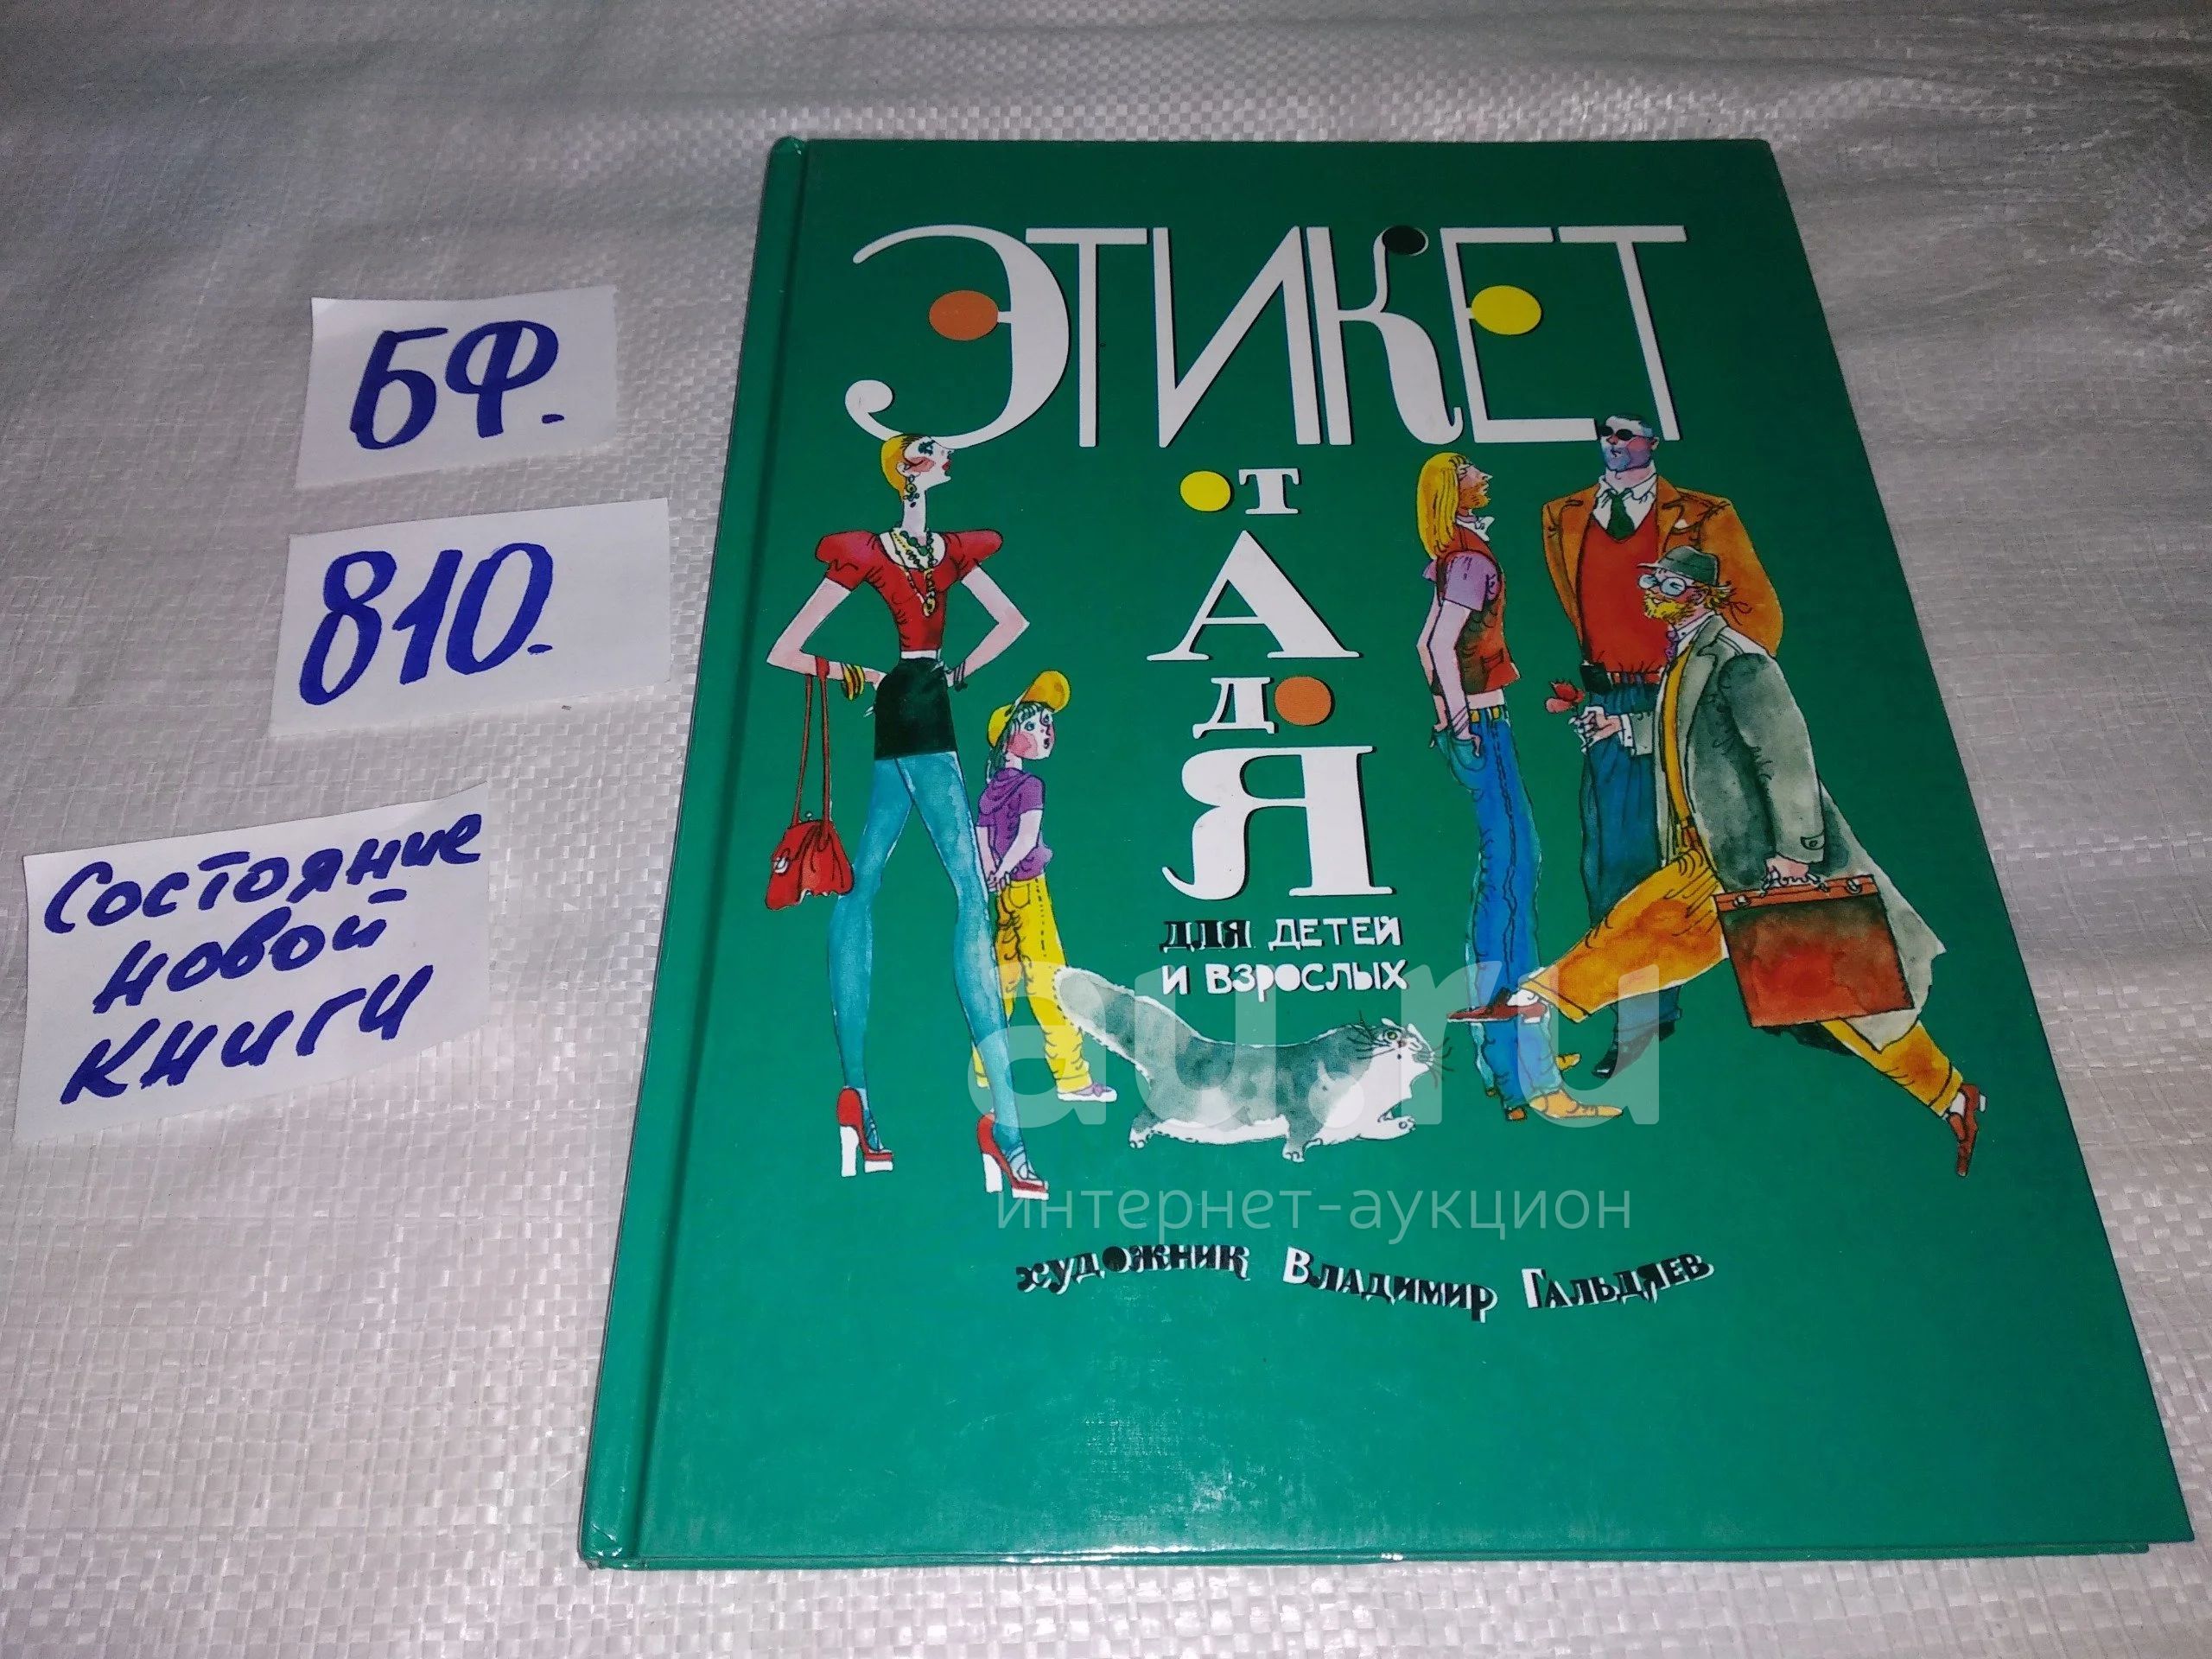 БФ.
810.
Состояние
новой
книги
ЭТИКЕТ
от
А
до
Я
для детей
и взрослых
au.ru
интернет-аукцион
художник Владимир Гальдяев